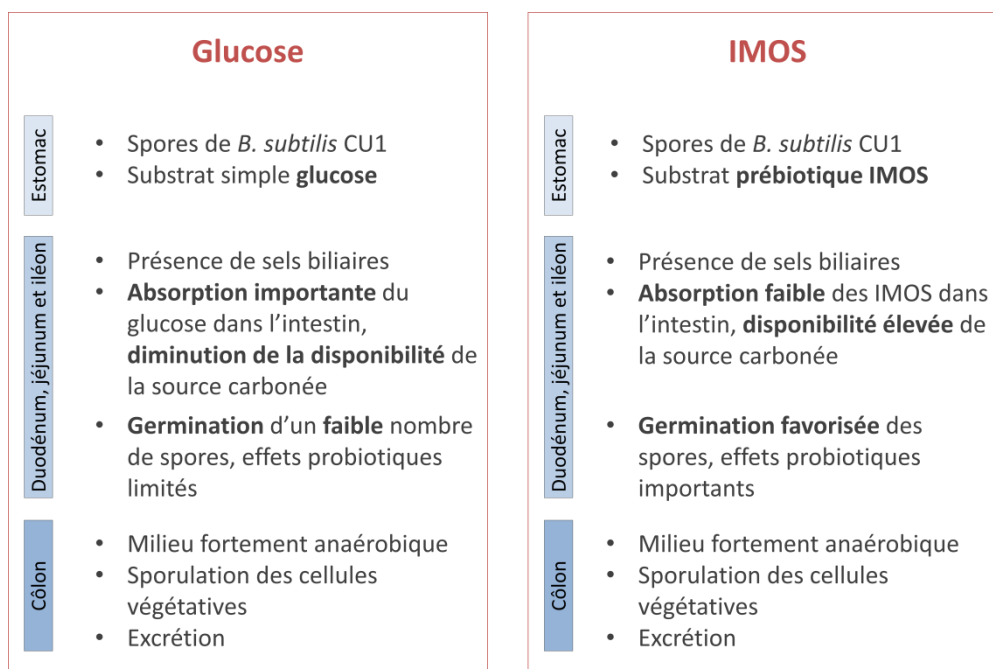 Glucose
Estomac
• Spores de B. subtilis CU1
• Substrat simple glucose
Duodénum, jéjunum et iléon
• Présence de sels biliaires
• Absorption importante du
glucose dans l’intestin,
diminution de la disponibilité de
la source carbonée
• Germination d’un faible nombre
de spores, effets probiotiques
limités
Côlon
• Milieu fortement anaérobique
• Sporulation des cellules
végétatives
• Excrétion
IMOS
Estomac
• Spores de B. subtilis CU1
• Substrat prébiotique IMOS
Duodénum, jéjunum et iléon
• Présence de sels biliaires
• Absorption faible des IMOS dans
l’intestin, disponibilité élevée de
la source carbonée
• Germination favorisée des
spores, effets probiotiques
importants
Côlon
• Milieu fortement anaérobique
• Sporulation des cellules
végétatives
• Excrétion